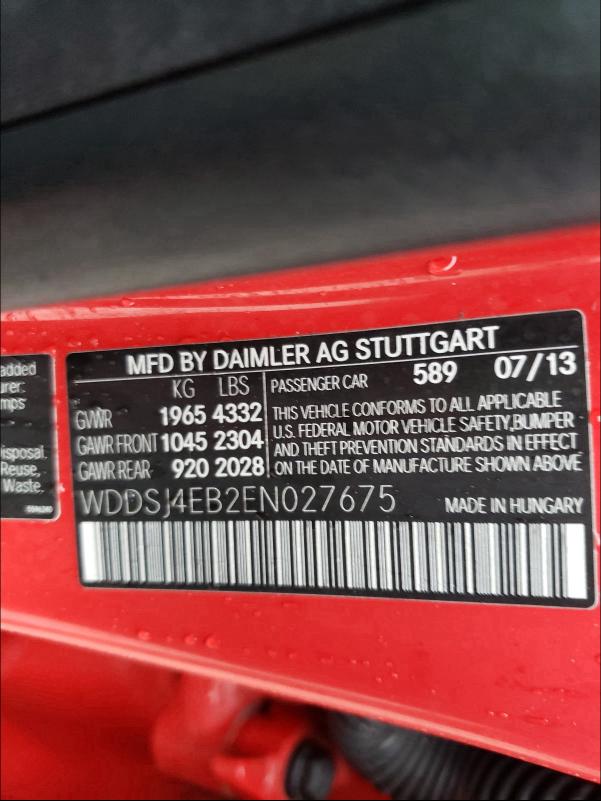 added
urer:
mps
Disposal.
Reuse,
Waste.
MFD BY DAIMLER AG STUTTGART
KG LBS PASSENGER CAR 589 07/13
GVWR 1965 4332
GAWR FRONT 1045 2304
GAWR REAR 920 2028
THIS VEHICLE CONFORMS TO ALL APPLICABLE
U.S. FEDERAL MOTOR VEHICLE SAFETY,BUMPER
AND THEFT PREVENTION STANDARDS IN EFFECT
ON THE DATE OF MANUFACTURE SHOWN ABOVE
WDDSJ4EB2EN027675 MADE IN HUNGARY